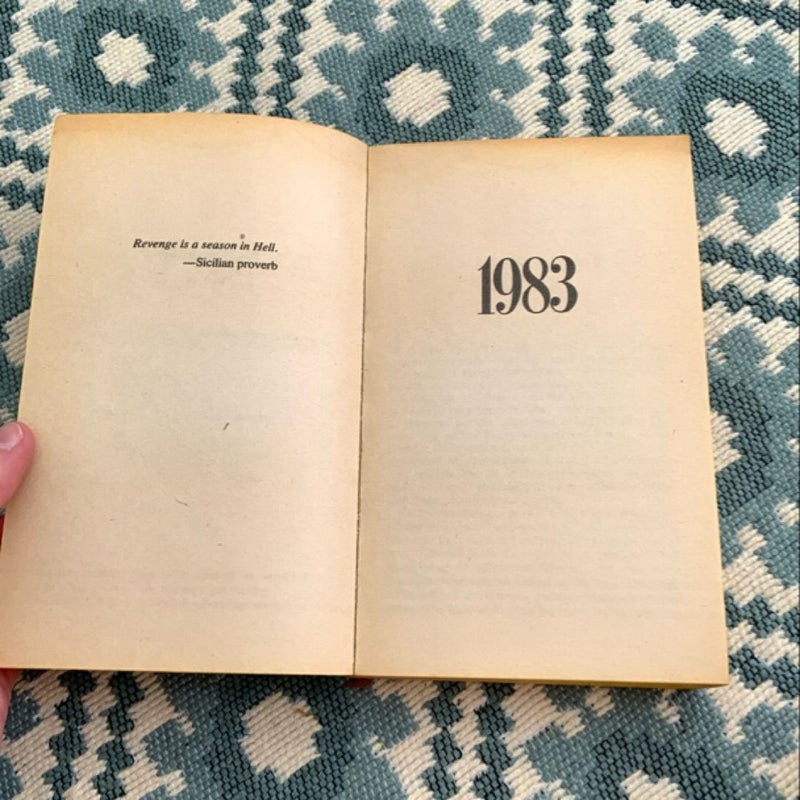 Revenge is a season in Hell.
—Sicilian proverb
1983